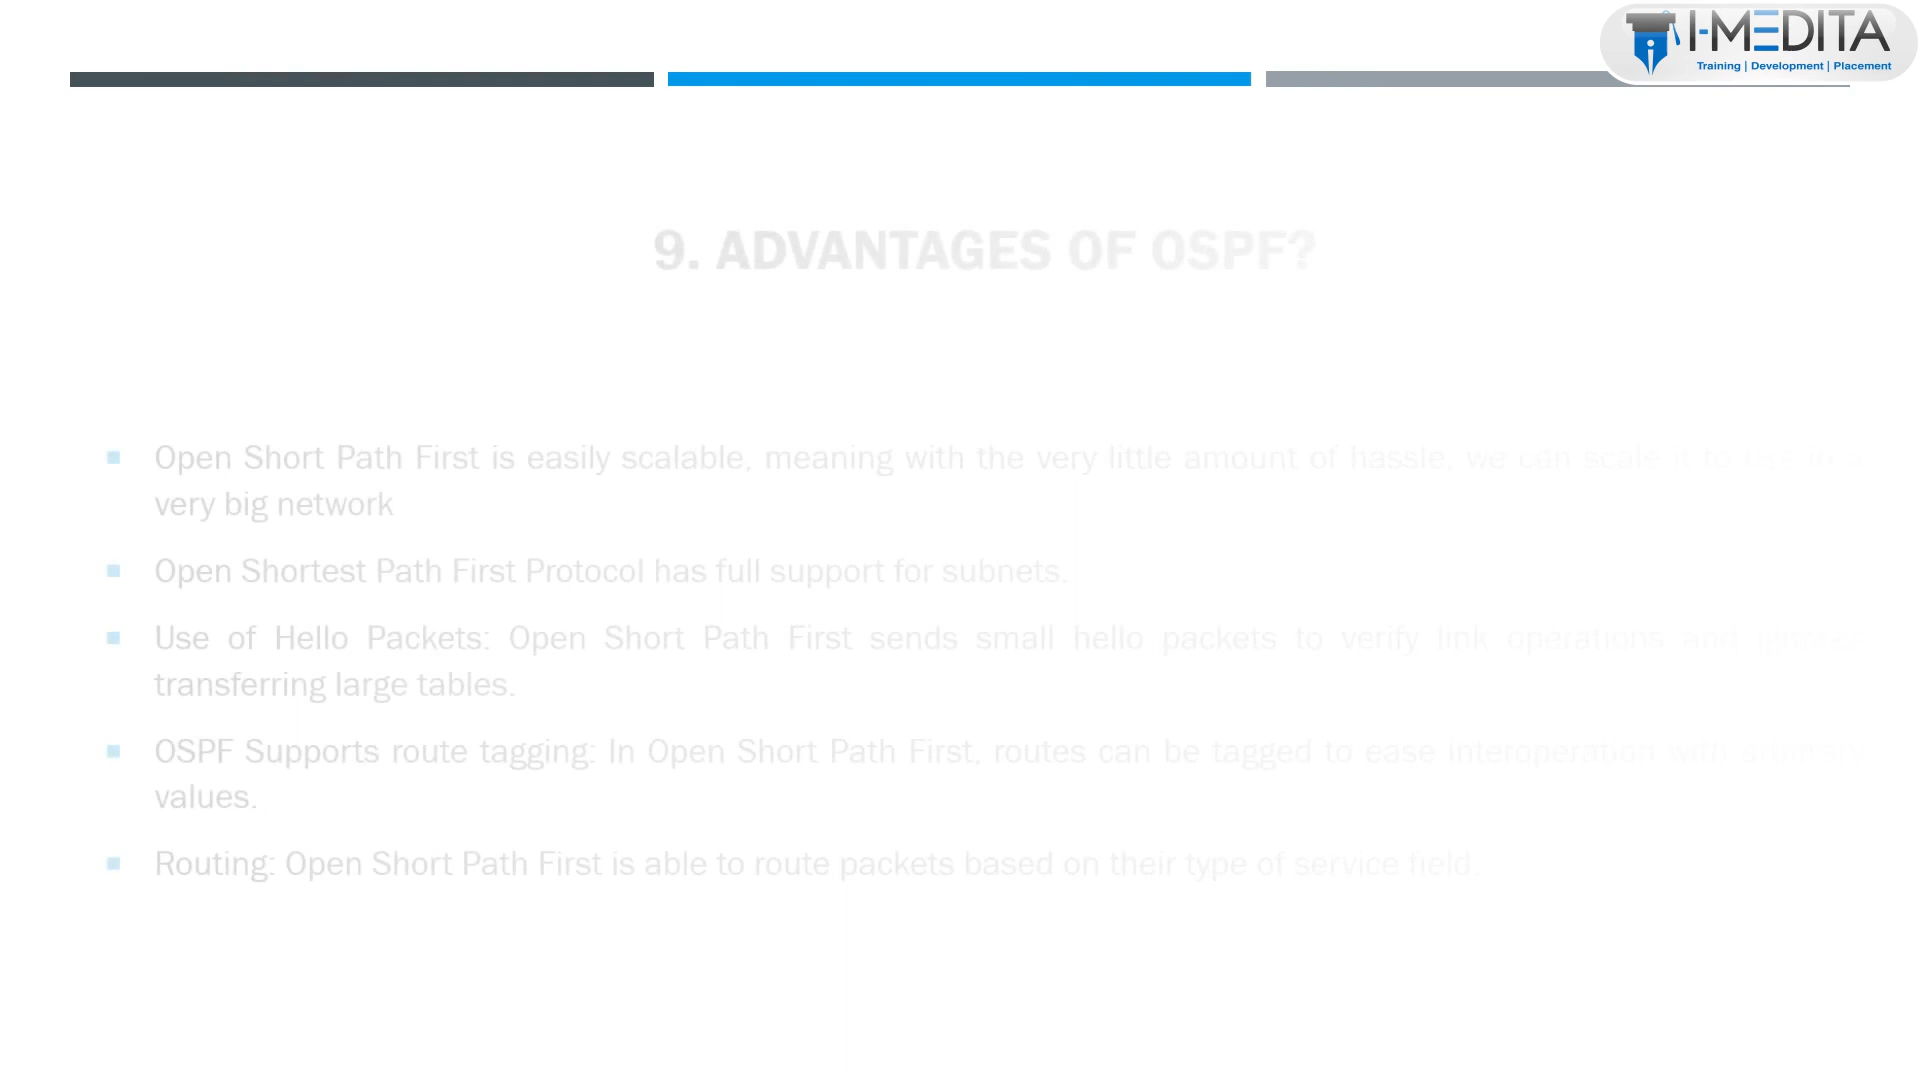 I-MEDITA
Training | Development | Placement
9. ADVANTAGES OF OSPF?
Open Short Path First is easily scalable, meaning with the very little amount of hassle, we can scale it to use in a
very big network
Open Shortest Path First Protocol has full support for subnets.
Use of Hello Packets: Open Short Path First sends small hello packets to verify link operations and ignores
transferring large tables.
OSPF Supports route tagging: In Open Short Path First, routes can be tagged to ease interoperation with arbitrary
values.
Routing: Open Short Path First is able to route packets based on their type of service field.